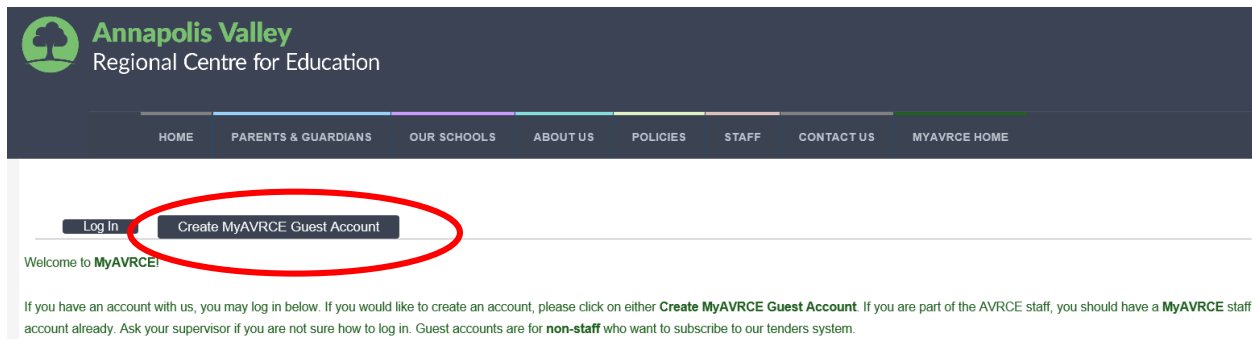 Annapolis Valley
Regional Centre for Education
HOME PARENTS & GUARDIANS OUR SCHOOLS ABOUT US POLICIES STAFF CONTACT US MYAVRCE HOME
Log In Create MyAVRCE Guest Account
Welcome to MyAVRCE!
If you have an account with us, you may log in below. If you would like to create an account, please click on either Create MyAVRCE Guest Account. If you are part of the AVRCE staff, you should have a MyAVRCE staff
account already. Ask your supervisor if you are not sure how to log in. Guest accounts are for non-staff who want to subscribe to our tenders system.